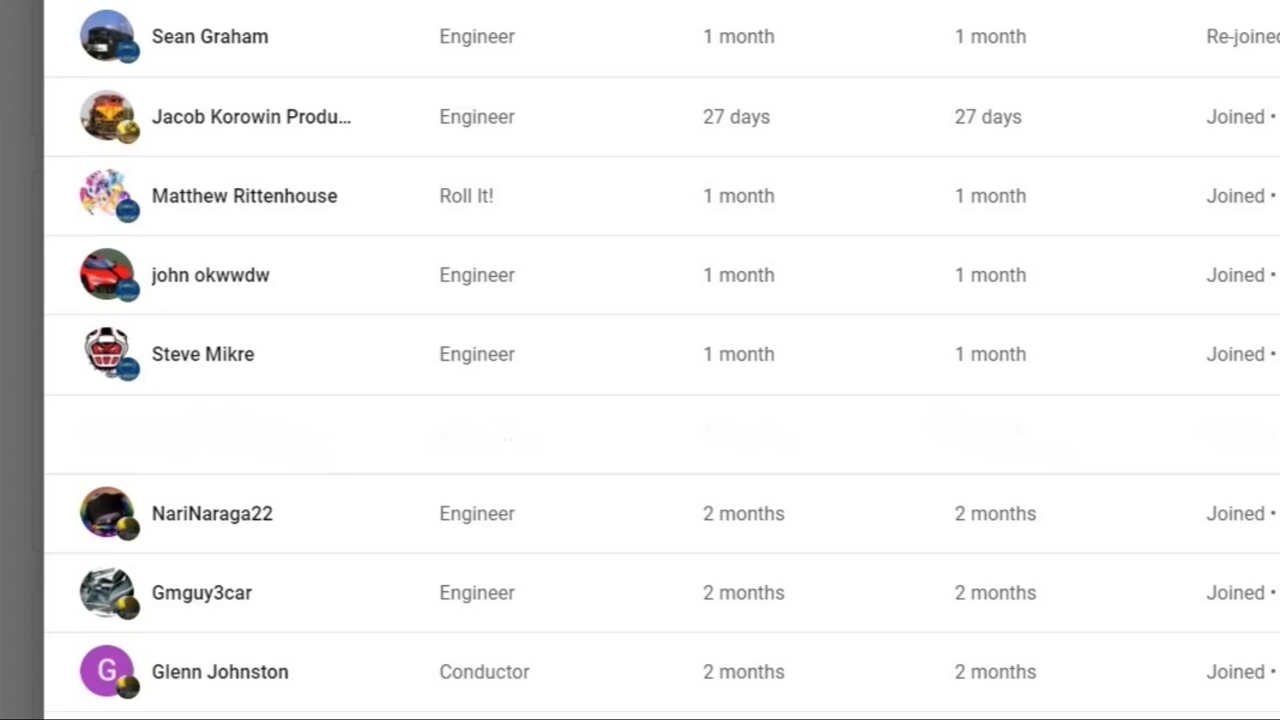 Sean Graham Engineer 1 month 1 month Re-joined
Jacob Korowin Produ... Engineer 27 days 27 days Joined •
Matthew Rittenhouse Roll It! 1 month 1 month Joined •
john okwwdw Engineer 1 month 1 month Joined •
Steve Mikre Engineer 1 month 1 month Joined •
NariNaraga22 Engineer 2 months 2 months Joined •
Gmguy3car Engineer 2 months 2 months Joined •
G Glenn Johnston Conductor 2 months 2 months Joined •